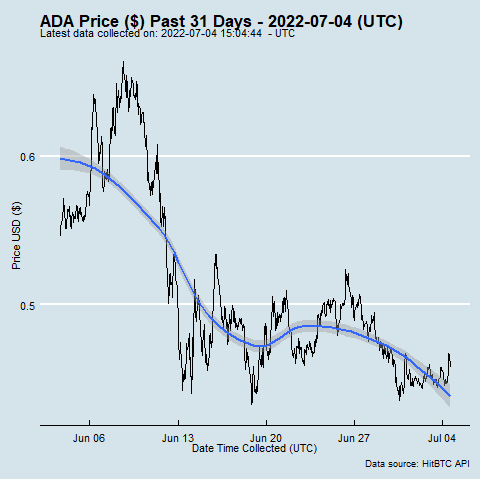 ADA Price ($) Past 31 Days - 2022-07-04 (UTC)
Latest data collected on: 2022-07-04 15:04:44  - UTC
0.6
0.5
Price USD ($)
Jun 06 Jun 13 Jun 20 Jun 27 Jul 04
Date Time Collected (UTC)
Data source: HitBTC API